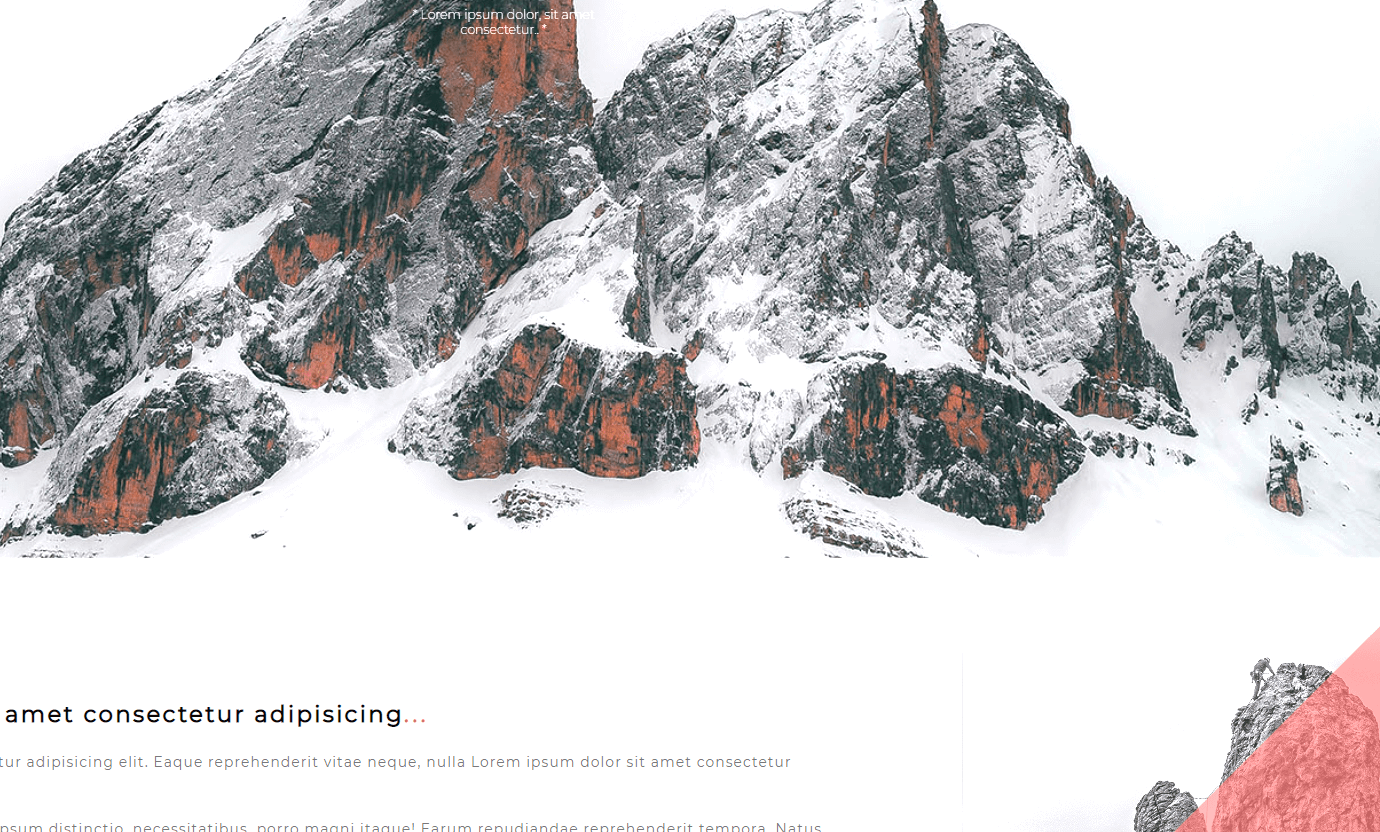 * Lorem ipsum dolor, sit amet
consectetur.. *
amet consectetur adipisicing...
tur adipisicing elit. Eaque reprehenderit vitae neque, nulla Lorem ipsum dolor sit amet consectetur
psum distinctio, necessitatibus, porro magni itaque! Earum repudiandae reprehenderit tempora. Natus